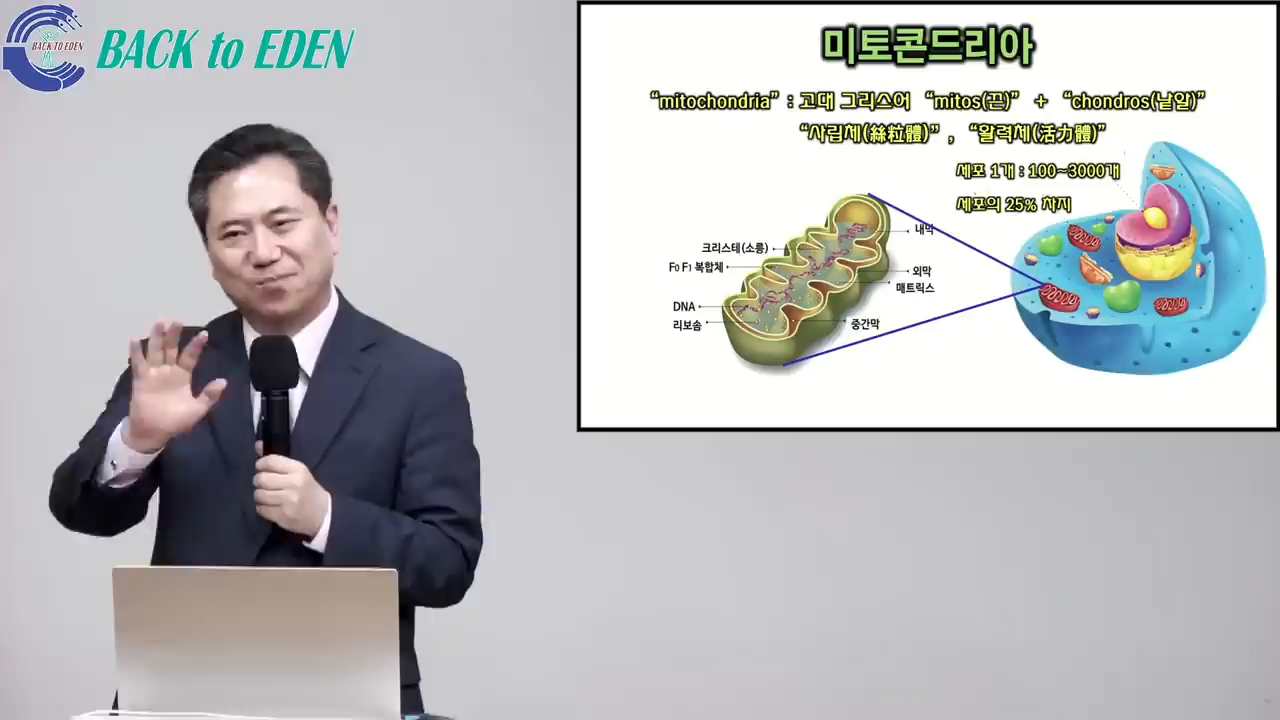 BACK TO EDEN
BACK to EDEN
미토콘드리아
“mitochondria” : 고대 그리스어 “mitos(끈)” + “chondros(낱알)”
“사립체(絲粒體)” , “활력체(活力體)”
세포 1개 : 100~3000개
세포의 25% 차지
내막
크리스테(소릉)
F0 F1 복합체
외막
매트릭스
DNA
리보솜
중간막